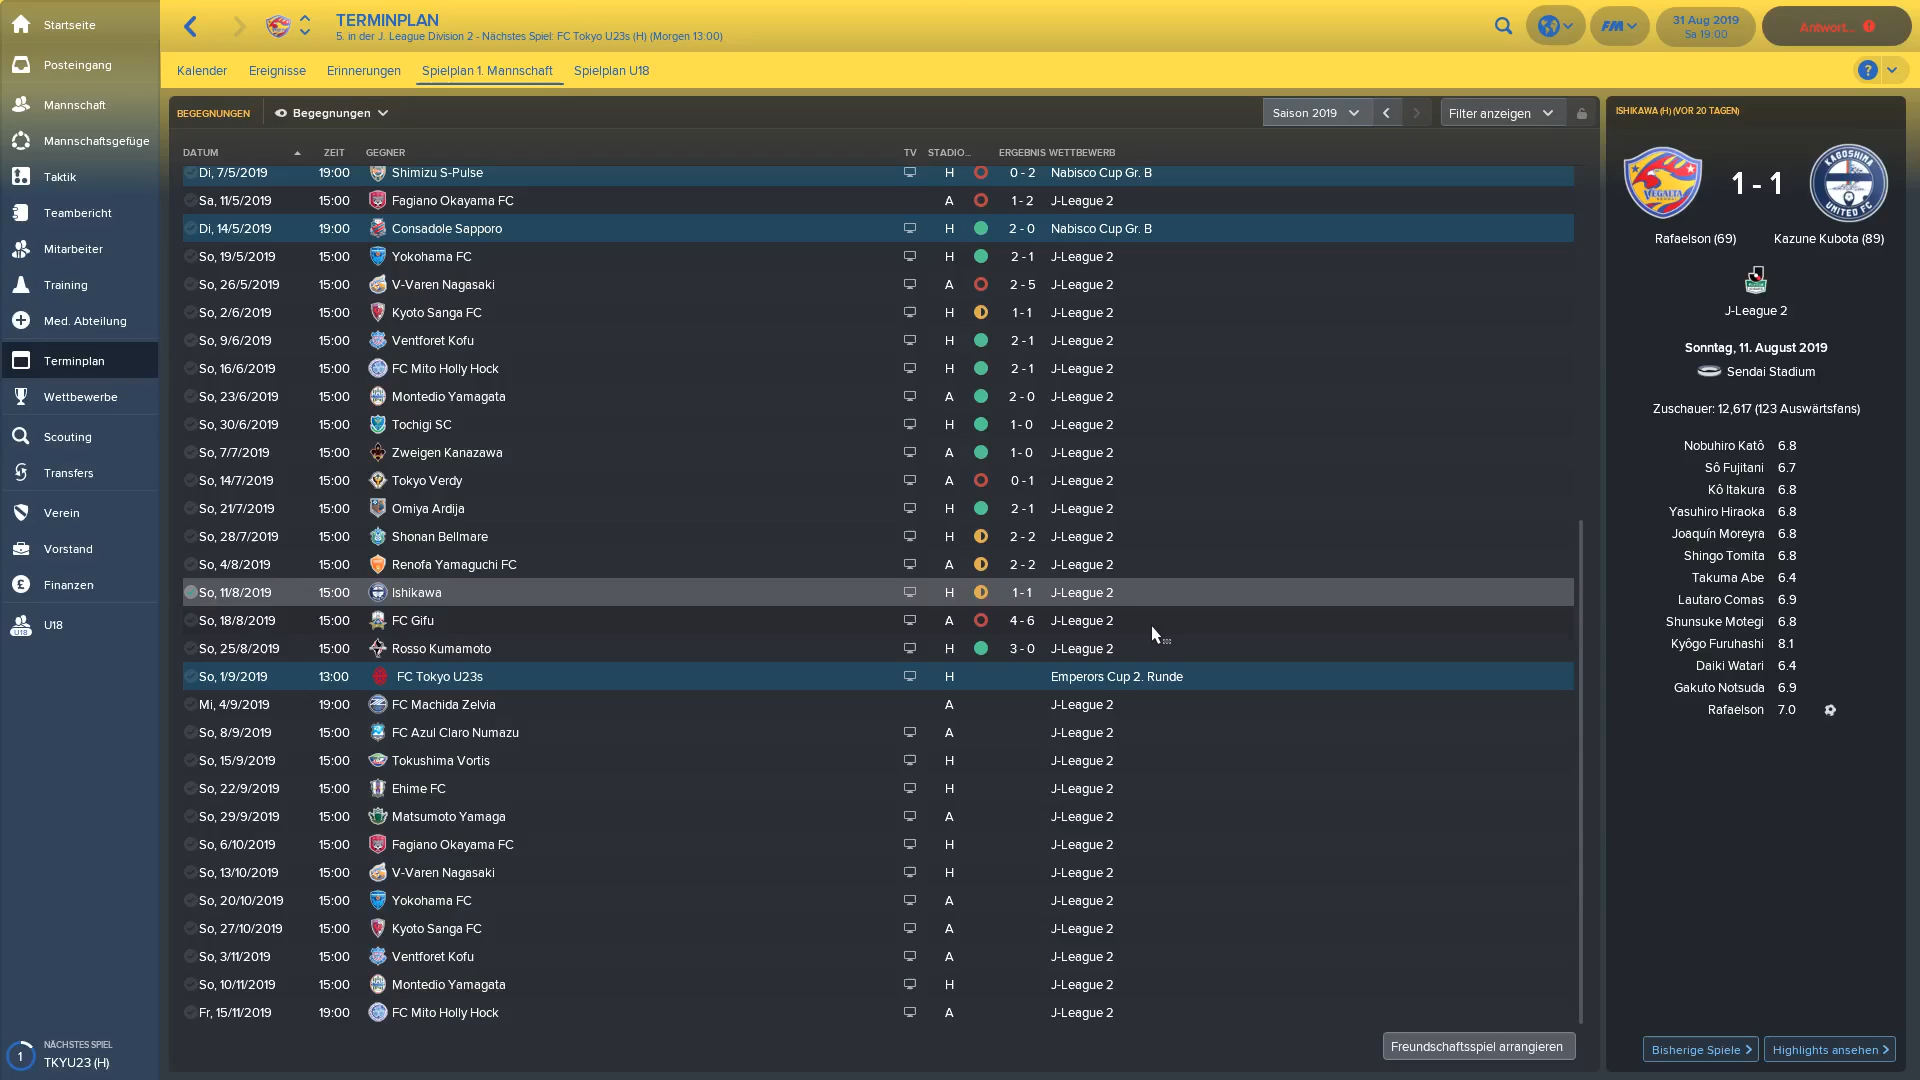 Startseite
Posteingang
Mannschaft
Mannschaftsgefüge
Taktik
Teambericht
Mitarbeiter
Training
Med. Abteilung
Terminplan
Wettbewerbe
Scouting
Transfers
Verein
Vorstand
Finanzen
U18
U18
1
NÄCHSTES SPIEL
TKYU23 (H)
TERMINPLAN
5. in der J. League Division 2 - Nächstes Spiel: FC Tokyo U23s (H) (Morgen 13:00)
FM
31 Aug 2019
Sa 19:00
Antwort...
Kalender Ereignisse Erinnerungen Spielplan 1. Mannschaft Spielplan U18
?
BEGEGNUNGEN Begegnungen Saison 2019 Filter anzeigen
DATUM ZEIT GEGNER TV STADIO... ERGEBNIS WETTBEWERB
Di, 7/5/2019 19:00 Shimizu S-Pulse H 0 - 2 Nabisco Cup Gr. B
Sa, 11/5/2019 15:00 Fagiano Okayama FC A 1 - 2 J-League 2
Di, 14/5/2019 19:00 Consadole Sapporo H 2 - 0 Nabisco Cup Gr. B
So, 19/5/2019 15:00 Yokohama FC H 2 - 1 J-League 2
So, 26/5/2019 15:00 V-Varen Nagasaki A 2 - 5 J-League 2
So, 2/6/2019 15:00 Kyoto Sanga FC H 1 - 1 J-League 2
So, 9/6/2019 15:00 Ventforet Kofu H 2 - 1 J-League 2
So, 16/6/2019 15:00 FC Mito Holly Hock H 2 - 1 J-League 2
So, 23/6/2019 15:00 Montedio Yamagata A 2 - 0 J-League 2
So, 30/6/2019 15:00 Tochigi SC H 1 - 0 J-League 2
So, 7/7/2019 15:00 Zweigen Kanazawa A 1 - 0 J-League 2
So, 14/7/2019 15:00 Tokyo Verdy A 0 - 1 J-League 2
So, 21/7/2019 15:00 Omiya Ardija H 2 - 1 J-League 2
So, 28/7/2019 15:00 Shonan Bellmare H 2 - 2 J-League 2
So, 4/8/2019 15:00 Renofa Yamaguchi FC A 2 - 2 J-League 2
So, 11/8/2019 15:00 Ishikawa H 1 - 1 J-League 2
So, 18/8/2019 15:00 FC Gifu A 4 - 6 J-League 2
So, 25/8/2019 15:00 Rosso Kumamoto H 3 - 0 J-League 2
So, 1/9/2019 13:00 FC Tokyo U23s H Emperors Cup 2. Runde
Mi, 4/9/2019 19:00 FC Machida Zelvia A J-League 2
So, 8/9/2019 15:00 FC Azul Claro Numazu A J-League 2
So, 15/9/2019 15:00 Tokushima Vortis H J-League 2
So, 22/9/2019 15:00 Ehime FC H J-League 2
So, 29/9/2019 15:00 Matsumoto Yamaga A J-League 2
So, 6/10/2019 15:00 Fagiano Okayama FC H J-League 2
So, 13/10/2019 15:00 V-Varen Nagasaki H J-League 2
So, 20/10/2019 15:00 Yokohama FC A J-League 2
So, 27/10/2019 15:00 Kyoto Sanga FC A J-League 2
So, 3/11/2019 15:00 Ventforet Kofu A J-League 2
So, 10/11/2019 15:00 Montedio Yamagata H J-League 2
Fr, 15/11/2019 19:00 FC Mito Holly Hock A J-League 2
Freundschaftsspiel arrangieren
ISHIKAWA (H) (VOR 20 TAGEN)
VEGALTA
1 - 1
KAGOSHIMA
UNITED FC
Rafaelson (69) Kazune Kubota (89)
J-League 2
Sonntag, 11. August 2019
Sendai Stadium
Zuschauer: 12,617 (123 Auswärtsfans)
Nobuhiro Katô 6.8
Sô Fujitani 6.7
Kô Itakura 6.8
Yasuhiro Hiraoka 6.8
Joaquín Moreyra 6.8
Shingo Tomita 6.8
Takuma Abe 6.4
Lautaro Comas 6.9
Shunsuke Motegi 6.8
Kyôgo Furuhashi 8.1
Daiki Watari 6.4
Gakuto Notsuda 6.9
Rafaelson 7.0
Bisherige Spiele Highlights ansehen